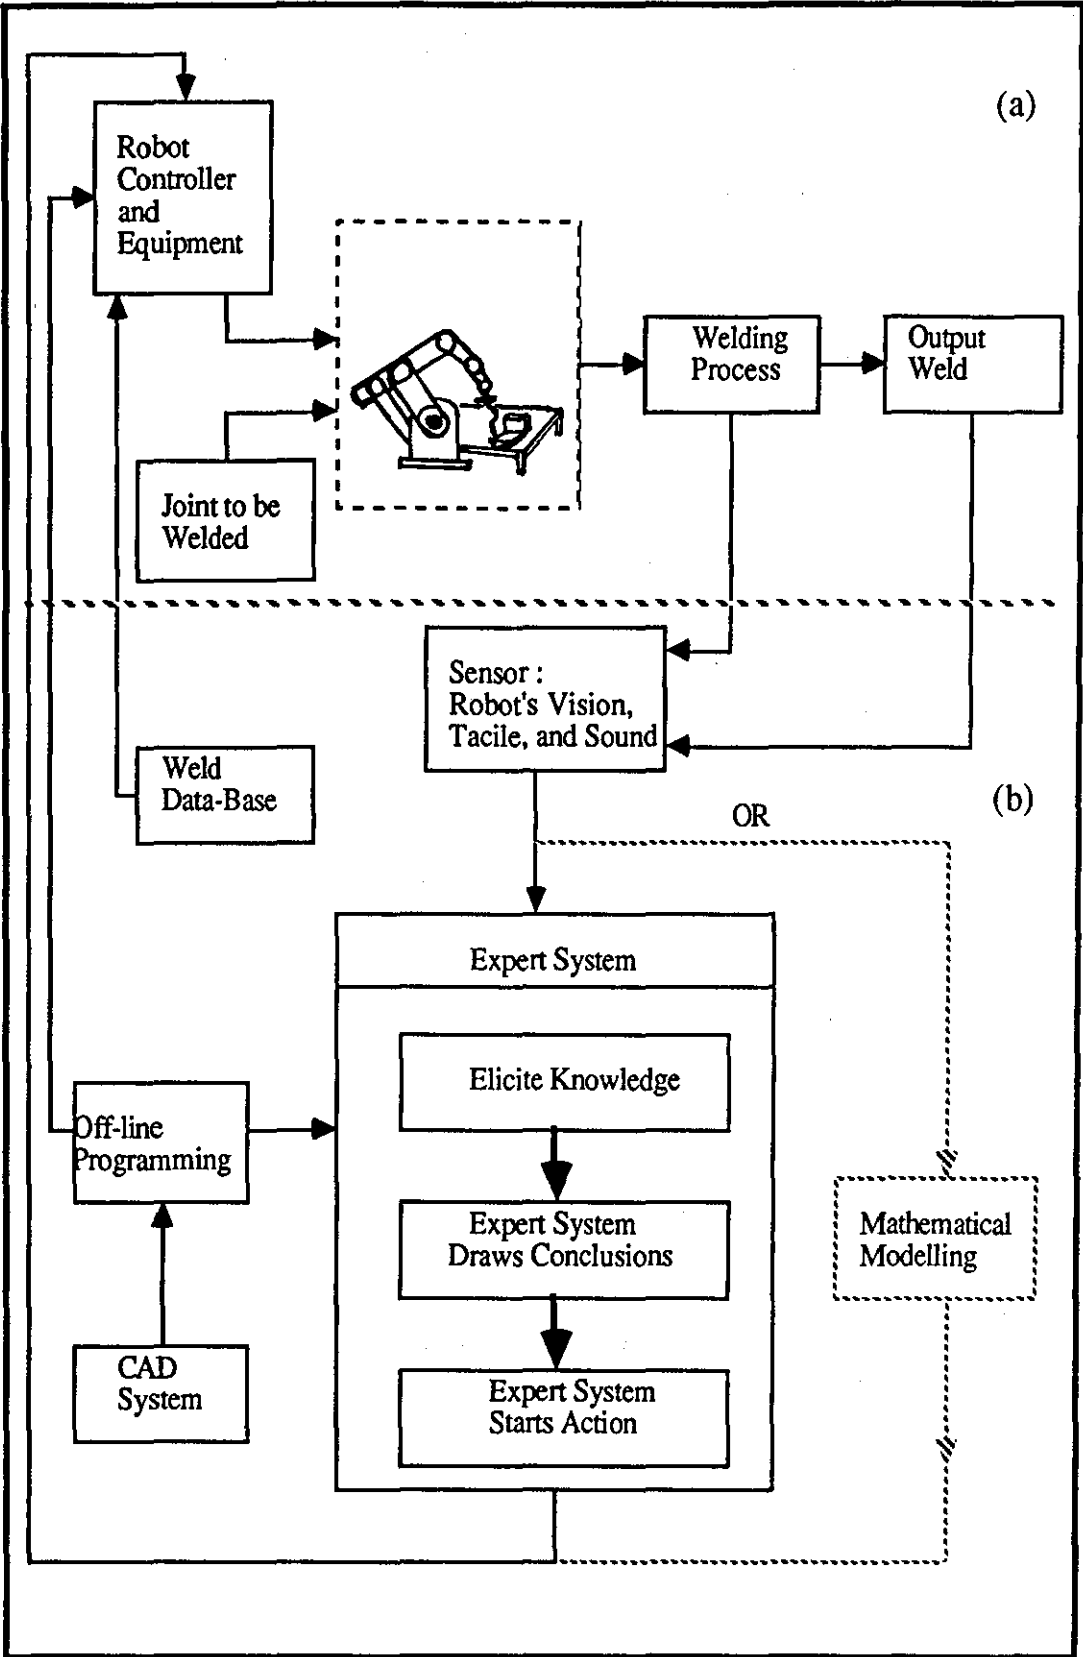 (a)
Robot
Controller
and
Equipment
Welding
Process
Output
Weld
Joint to be
Welded
Sensor :
Robot's Vision,
Tacile, and Sound
Weld
Data-Base
(b)
OR
Expert System
Elicite Knowledge
Off-line
Programming
Expert System
Draws Conclusions
Mathematical
Modelling
CAD
System
Expert System
Starts Action